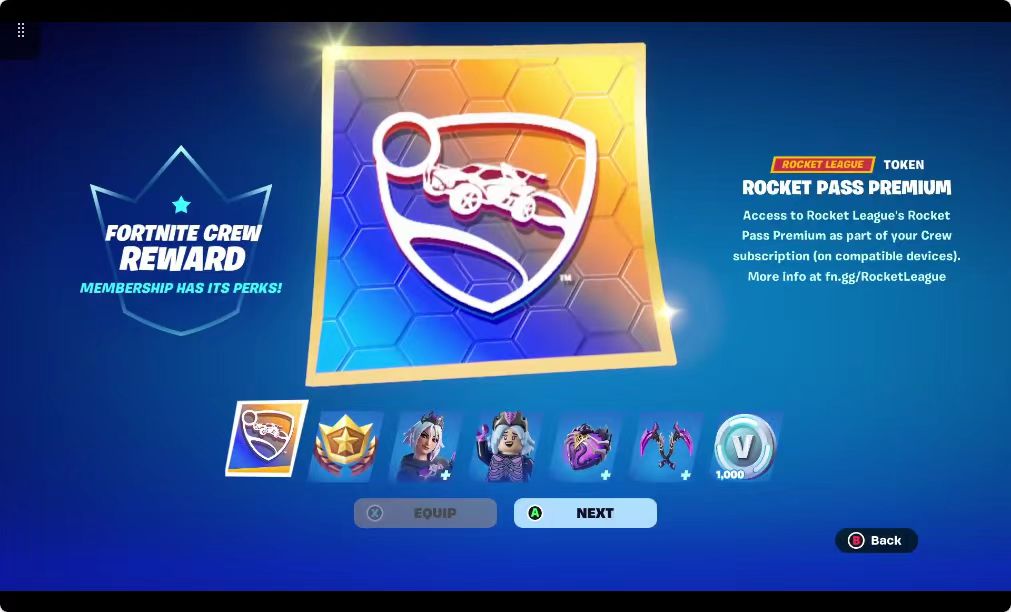 FORTNITE CREW
REWARD
MEMBERSHIP HAS ITS PERKS!
TM
ROCKET LEAGUE TOKEN
ROCKET PASS PREMIUM
Access to Rocket League's Rocket
Pass Premium as part of your Crew
subscription (on compatible devices).
More info at fn.gg/RocketLeague
V
1,000
X EQUIP
A NEXT
B Back